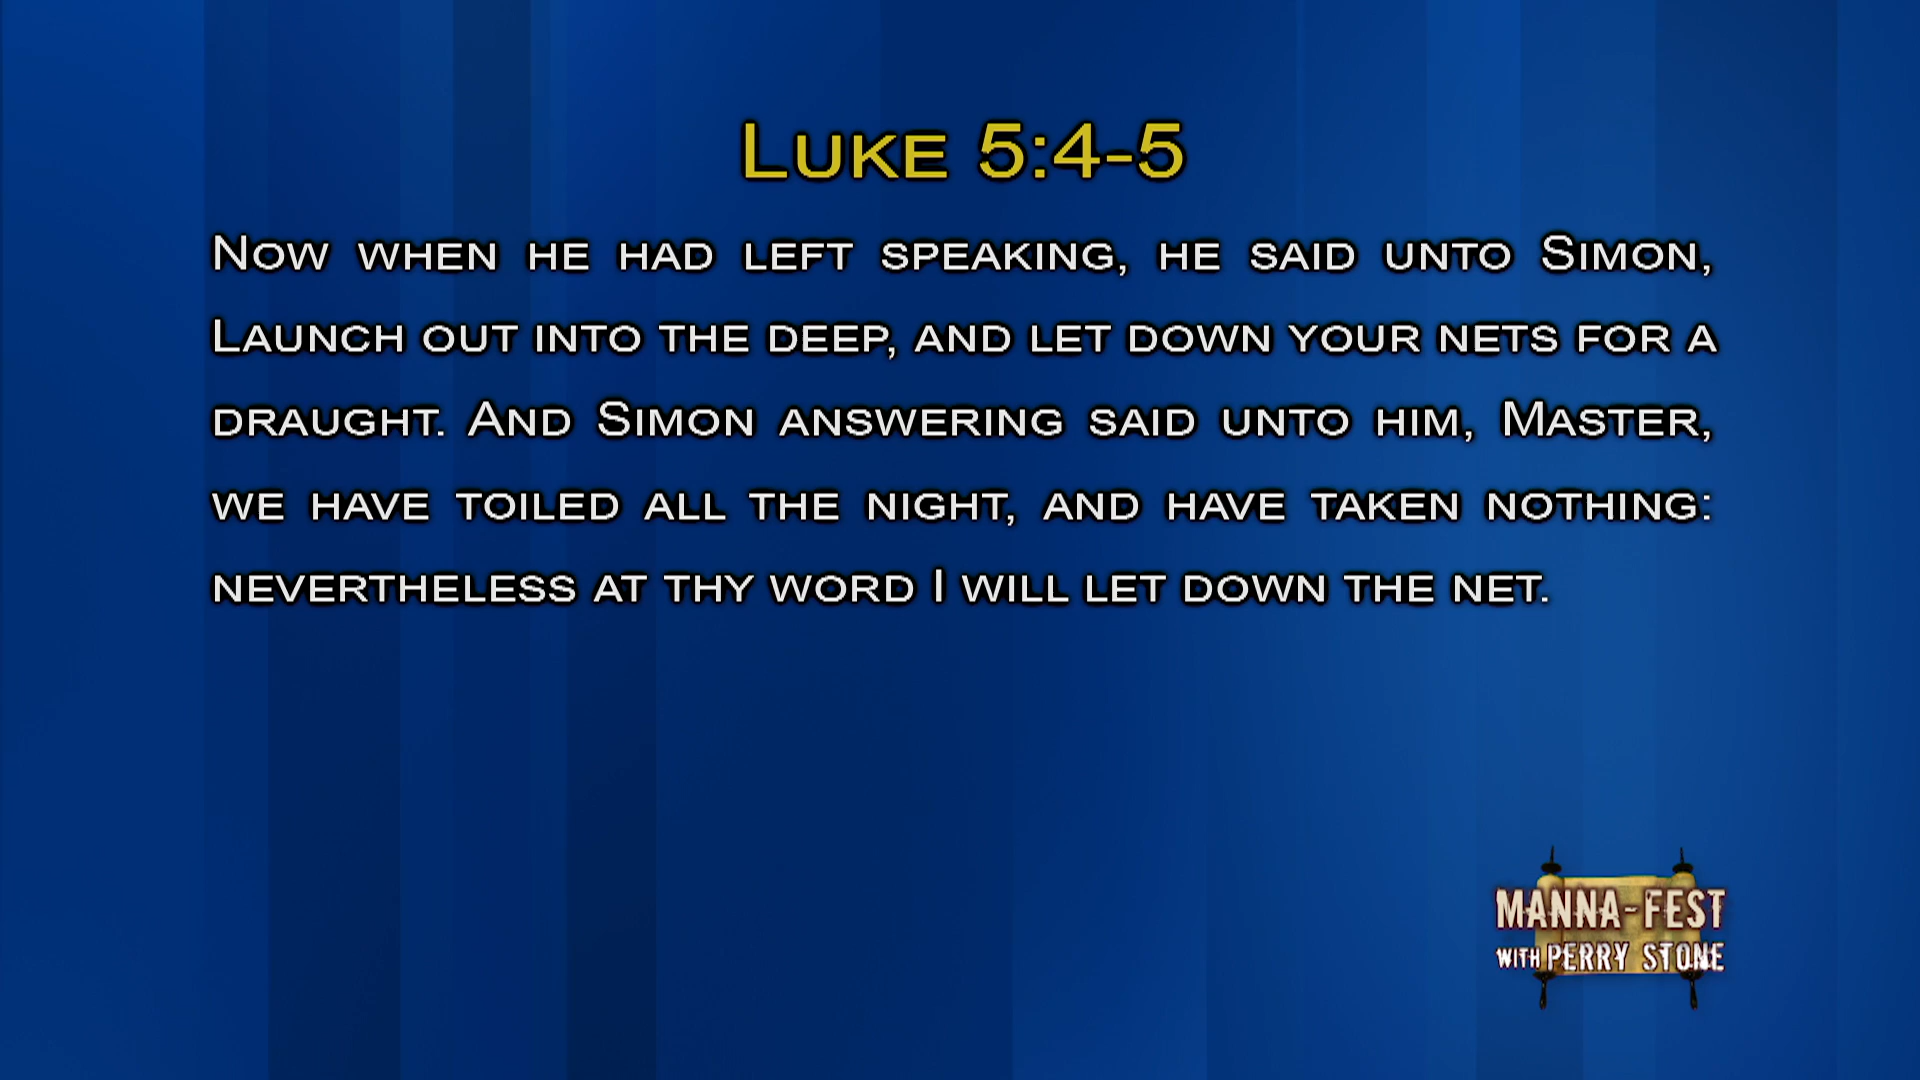 Luke 5:4-5
Now when he had left speaking, he said unto Simon,
Launch out into the deep, and let down your nets for a
draught. And Simon answering said unto him, Master,
we have toiled all the night, and have taken nothing:
nevertheless at thy word I will let down the net.
MANNA-FEST
WITH PERRY STONE